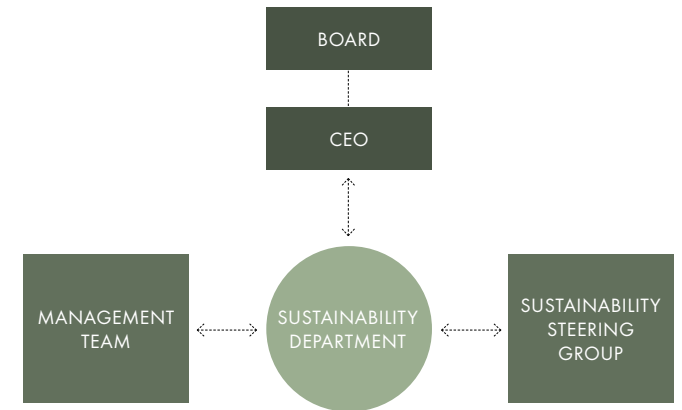 BOARD
CEO
MANAGEMENT
TEAM
SUSTAINABILITY
DEPARTMENT
SUSTAINABILITY
STEERING
GROUP